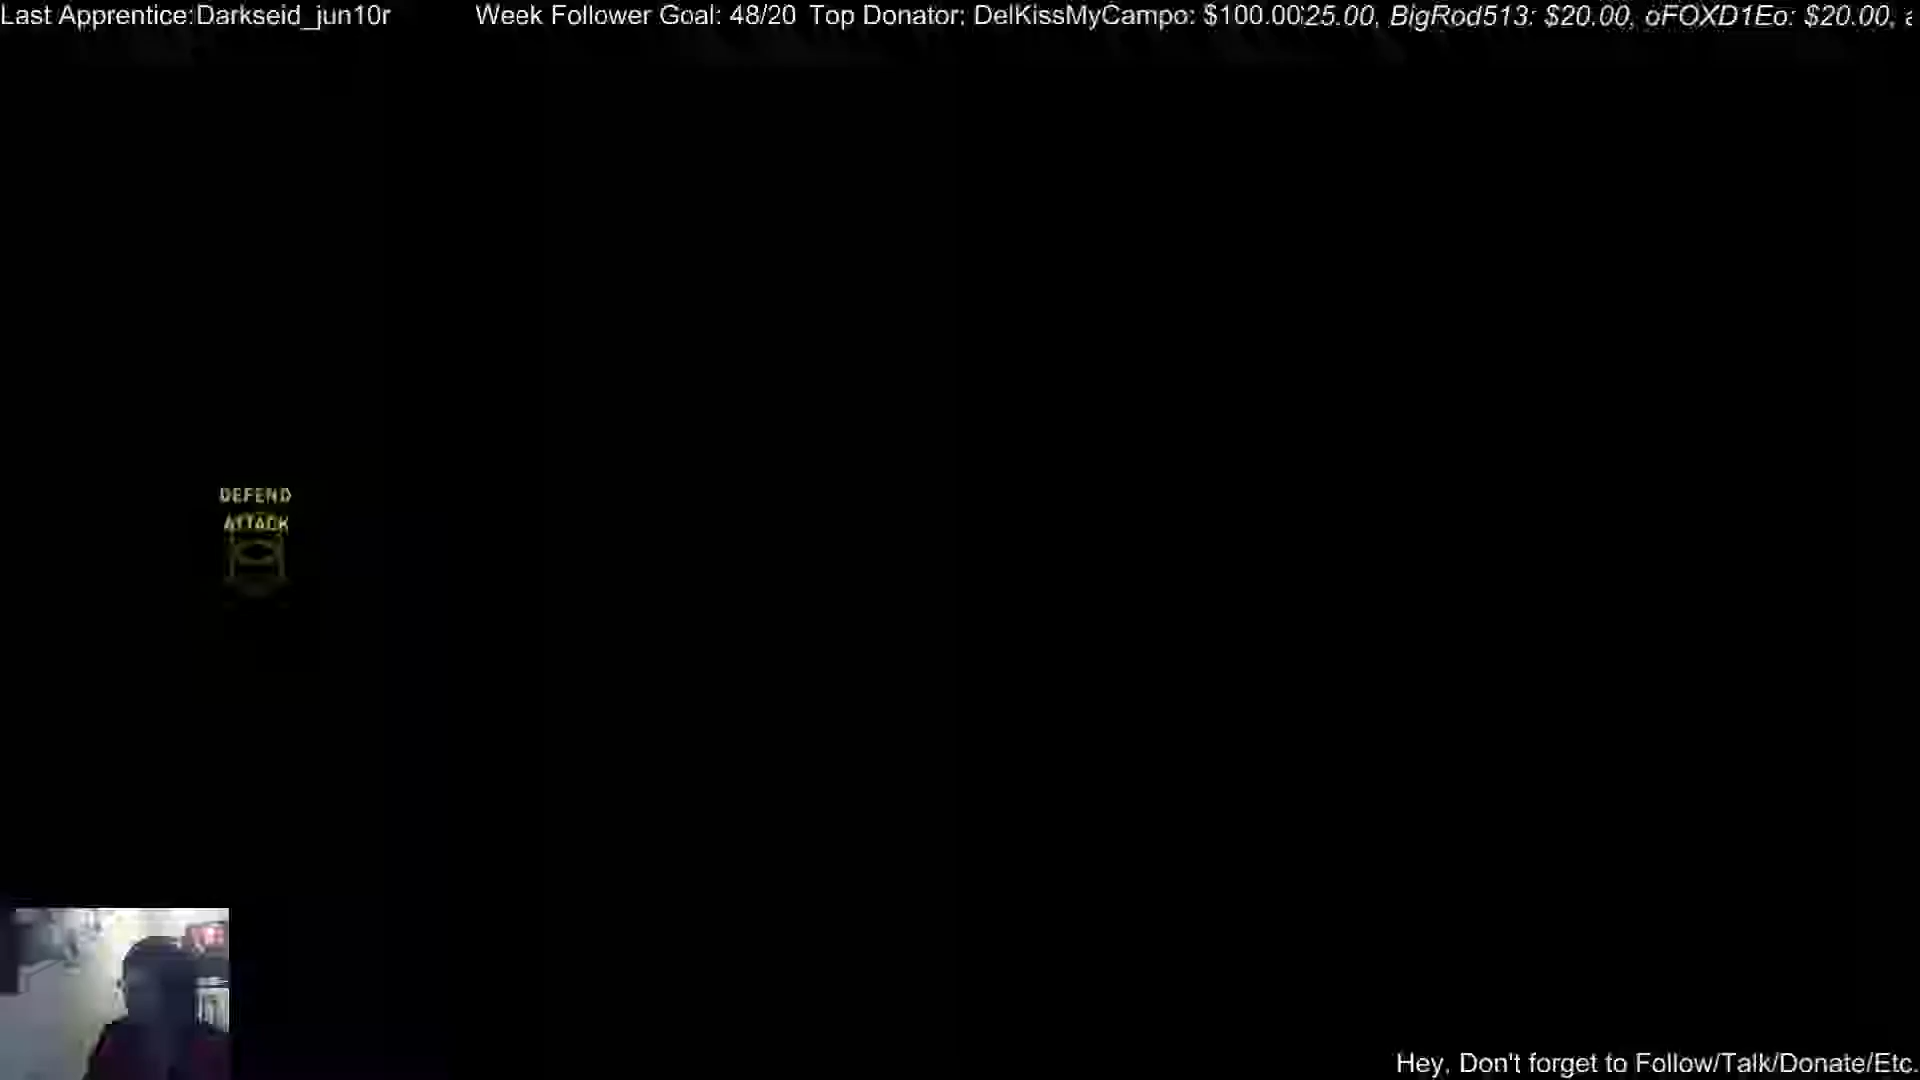 Last Apprentice:Darkseid_jun10r Week Follower Goal: 48/20 Top Donator: DelKissMyCampo: $100.00 25.00, BigRod513: $20.00, oFOXD1Eo: $20.00,
DEFEND
ATTACK
Hey, Don't forget to Follow/Talk/Donate/Etc.